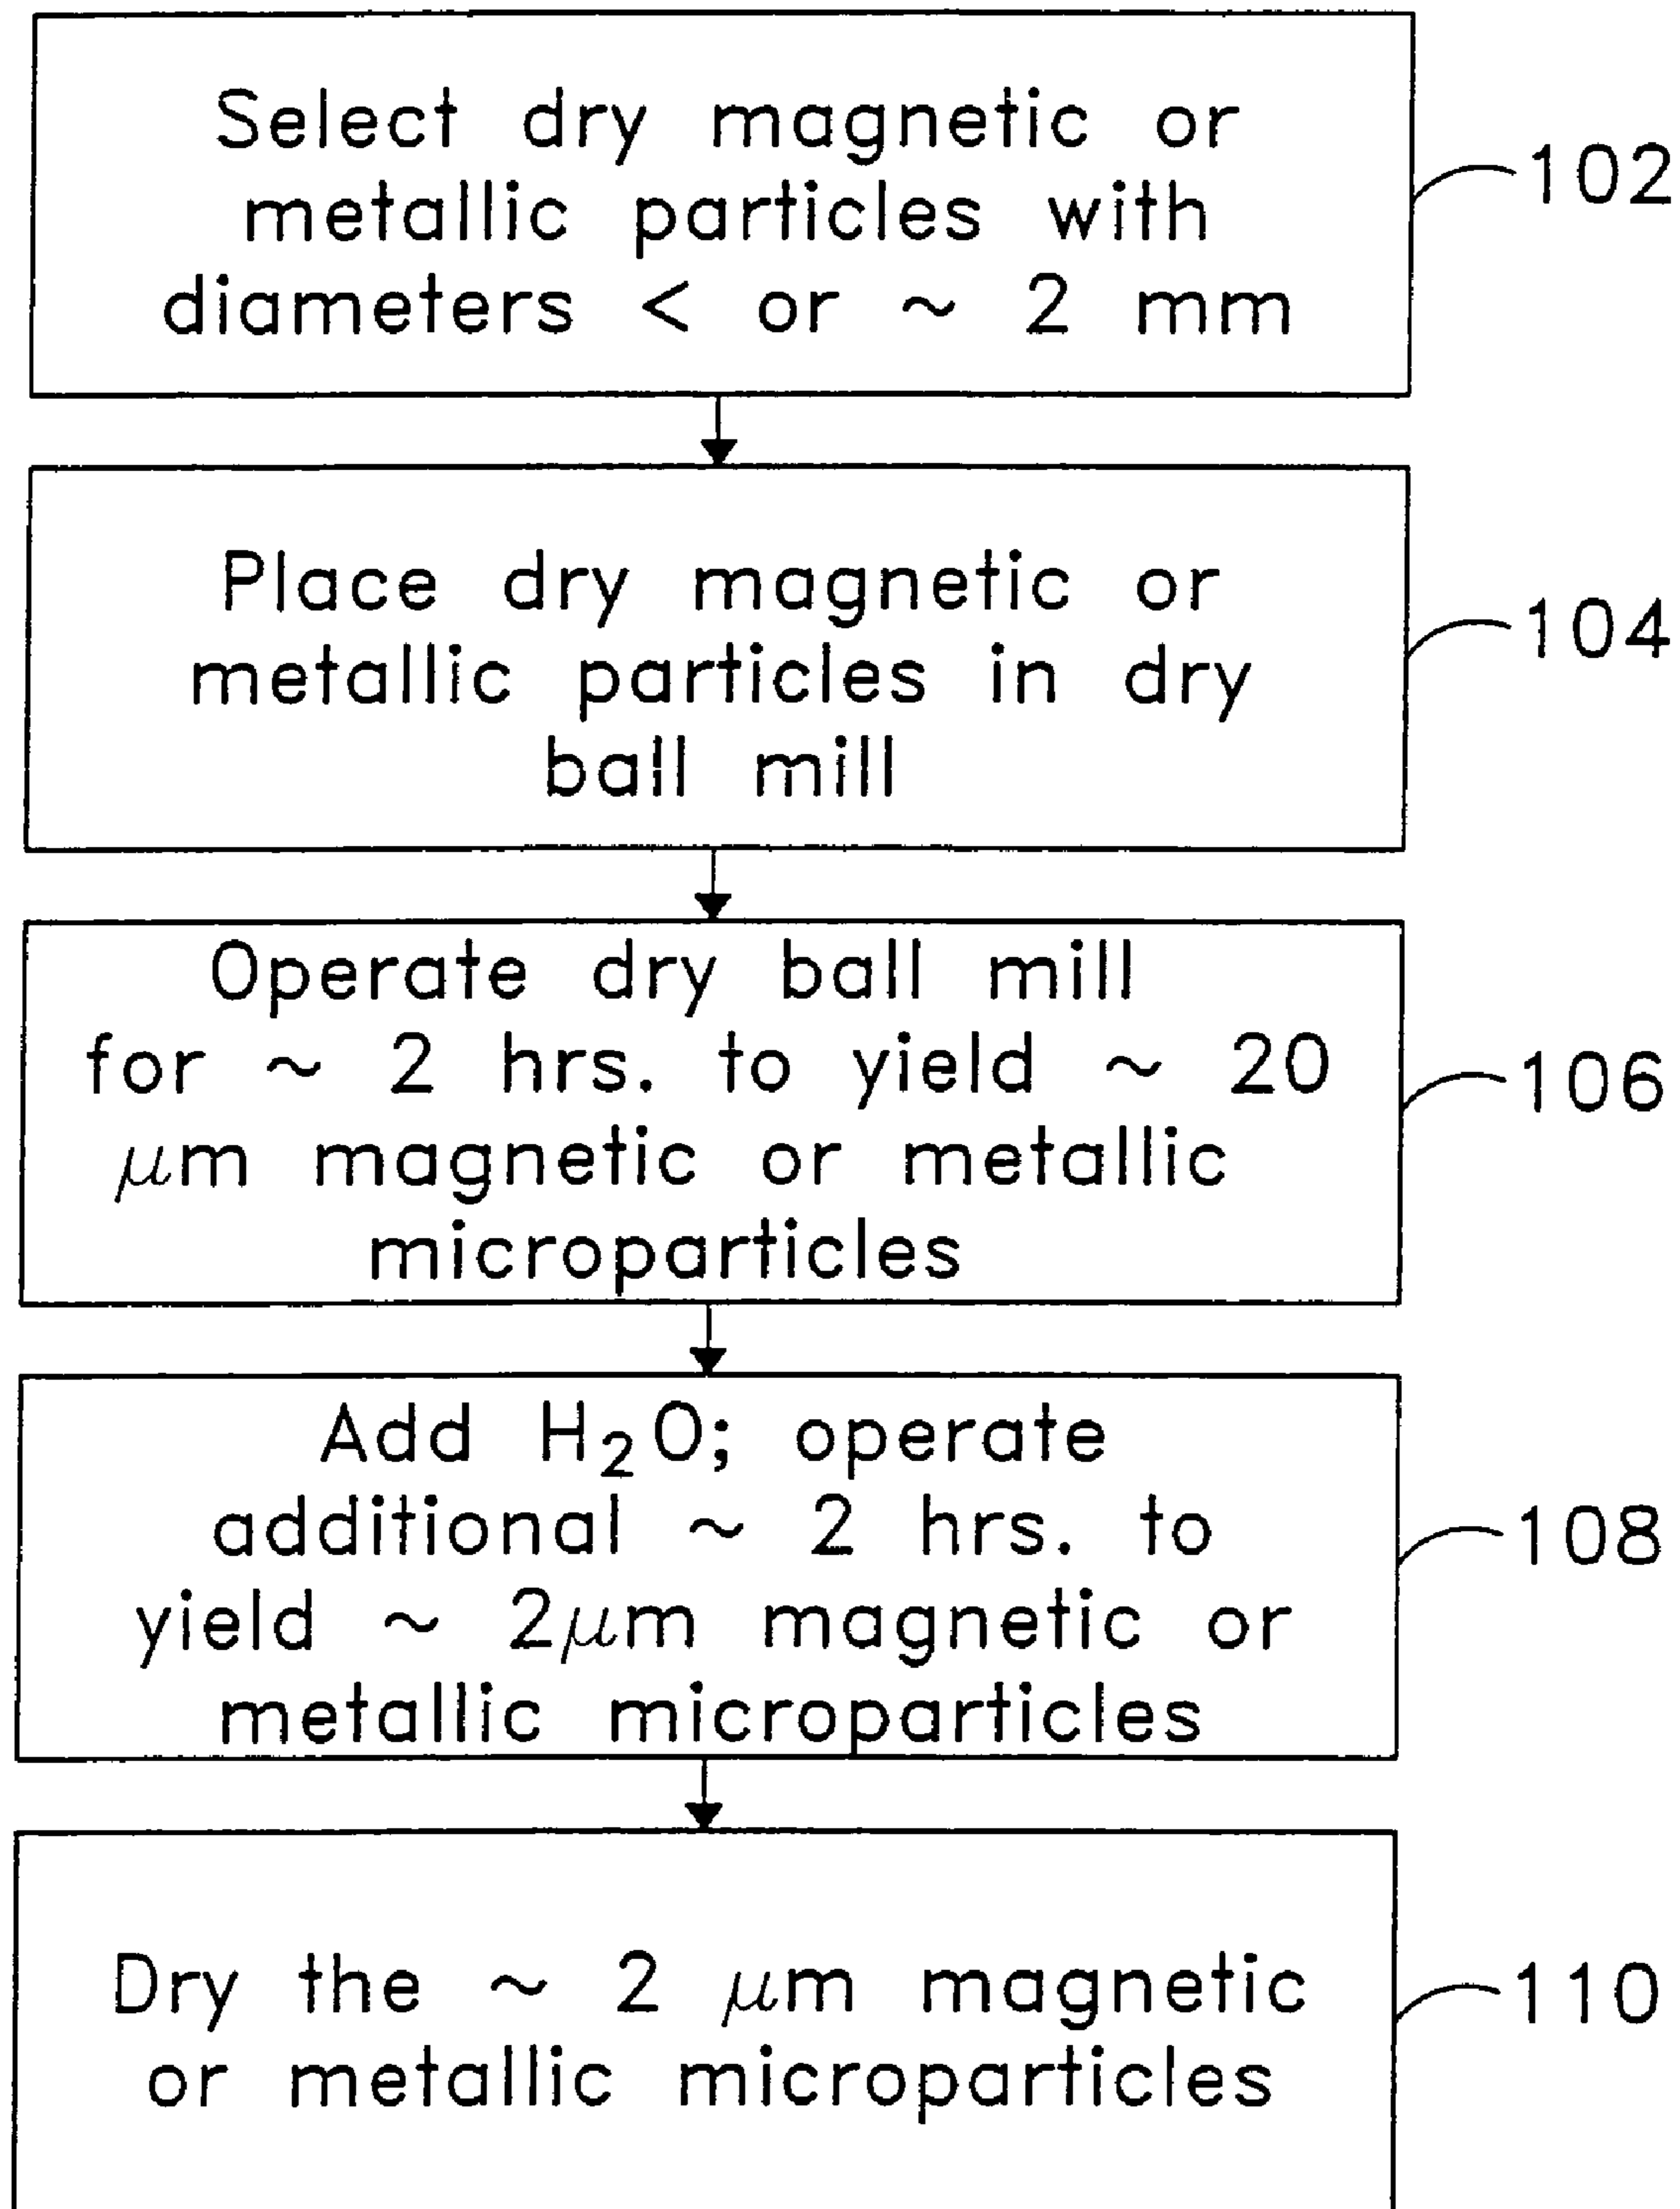 Select dry magnetic or
metallic particles with
diameters < or ~ 2 mm
102
Place dry magnetic or
metallic particles in dry
ball mill
104
Operate dry ball mill
for ~ 2 hrs. to yield ~ 20
μm magnetic or metallic
microparticles
106
Add H₂O; operate
additional ~ 2 hrs. to
yield ~ 2μm magnetic or
metallic microparticles
108
Dry the ~ 2 μm magnetic
or metallic microparticles
110